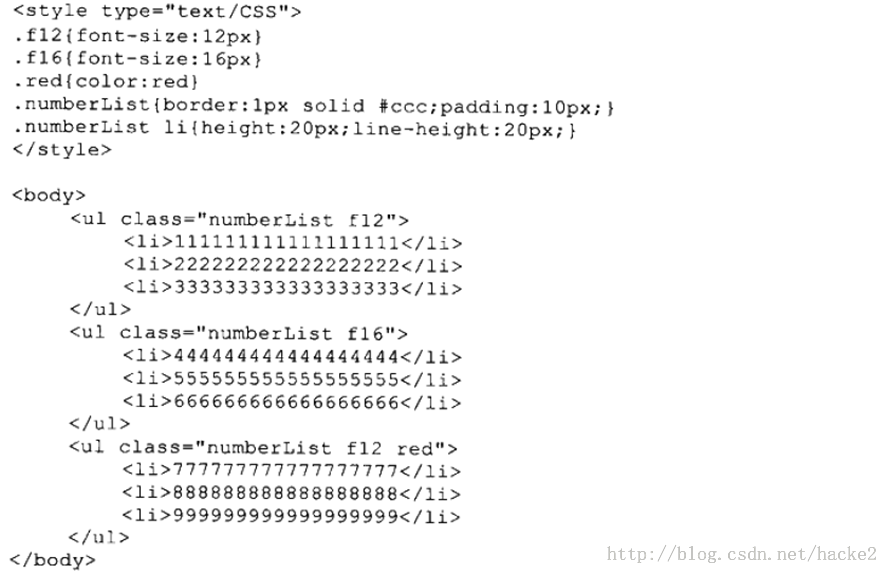 <style type="text/CSS">
.f12{font-size:12px}
.f16{font-size:16px}
.red{color:red}
.numberList{border:1px solid #ccc;padding:10px;}
.numberList li{height:20px;line-height:20px;}
</style>
<body>
<ul class="numberList f12">
<li>111111111111111111</li>
<li>222222222222222222</li>
<li>333333333333333333</li>
</ul>
<ul class="numberList f16">
<li>444444444444444444</li>
<li>555555555555555555</li>
<li>666666666666666666</li>
</ul>
<ul class="numberList f12 red">
<li>777777777777777777</li>
<li>888888888888888888</li>
<li>999999999999999999</li>
</ul>
</body>
http://blog.csdn.net/hacke2